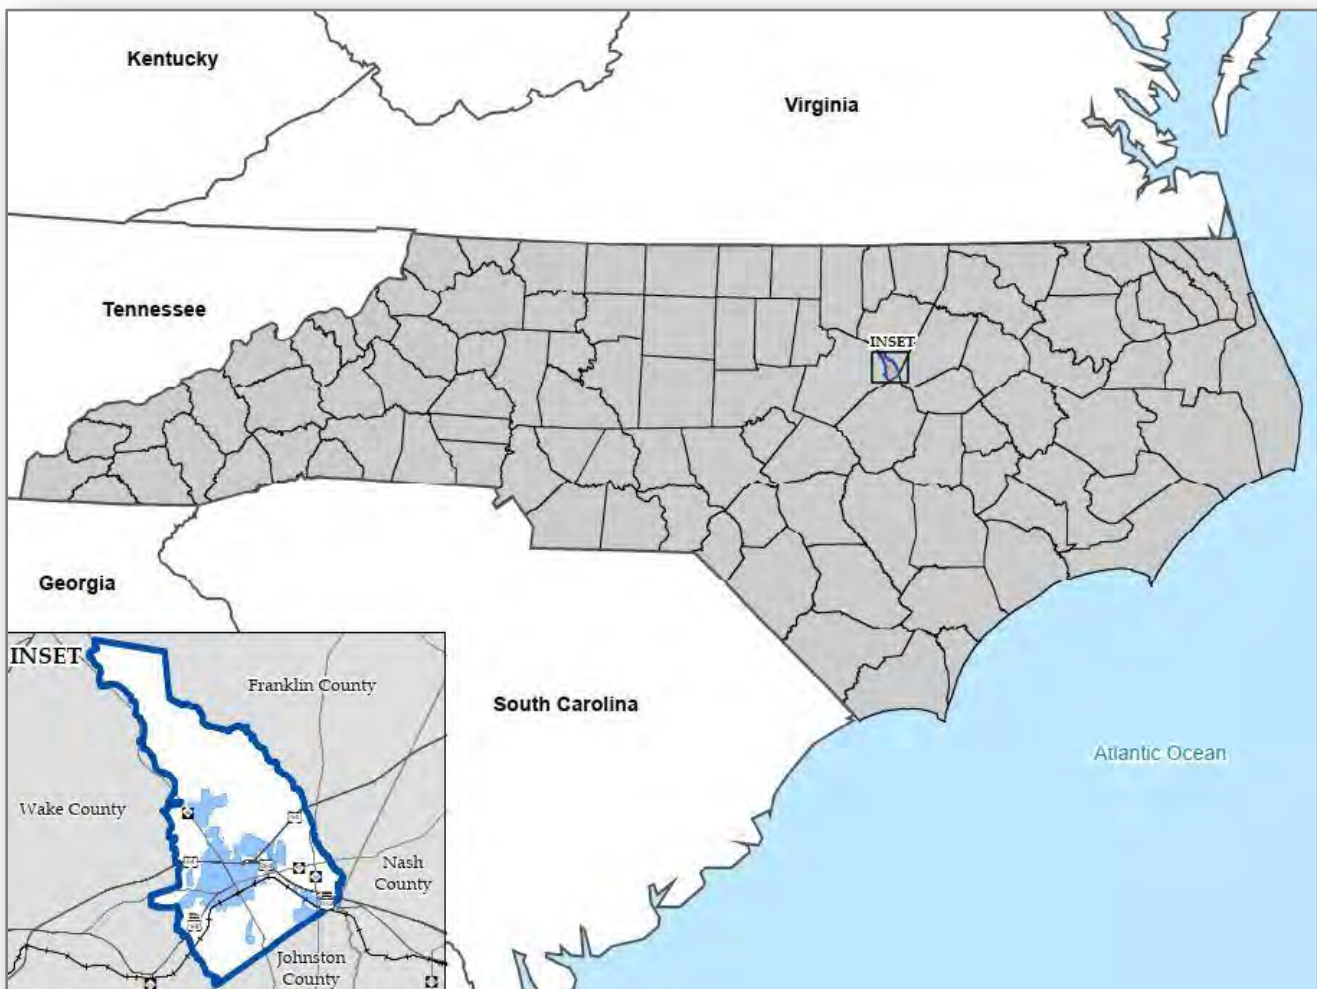 Kentucky
Virginia
Tennessee
INSET
Georgia
INSET
Franklin County
South Carolina
Atlantic Ocean
Wake County
Nash
County
Johnston
County